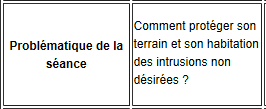 Problématique de la
séance
Comment protéger son
terrain et son habitation
des intrusions non
désirées ?